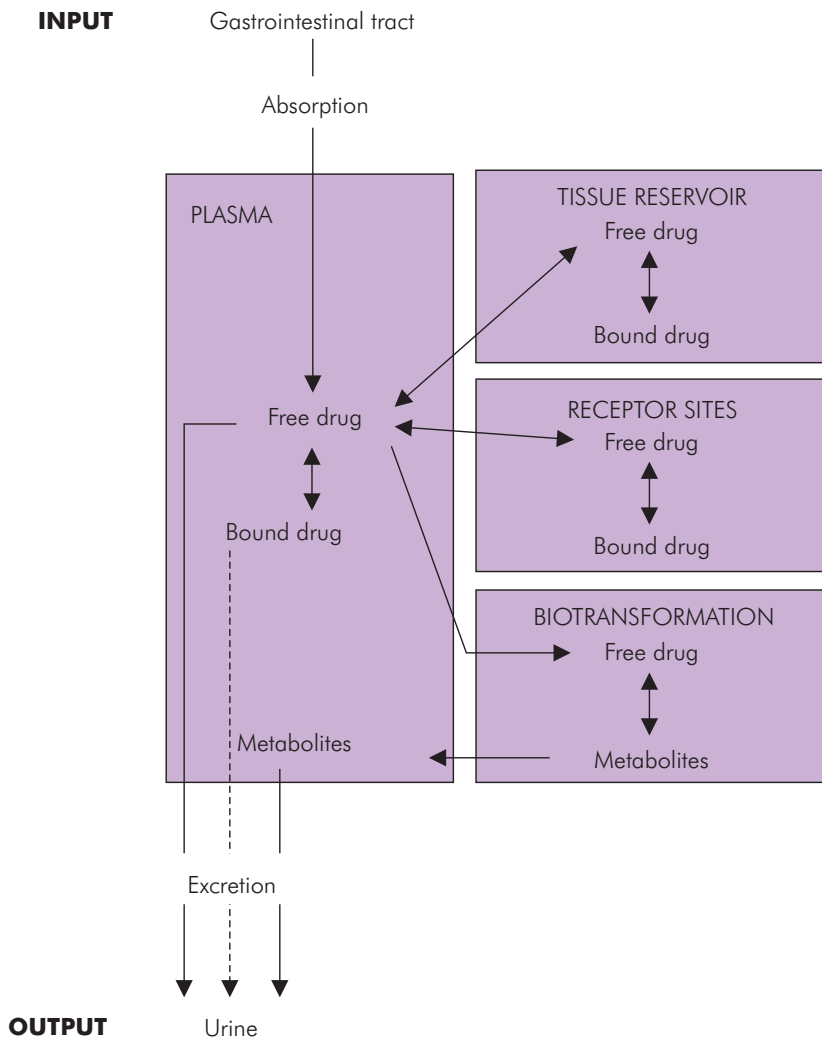 INPUT Gastrointestinal tract
Absorption
PLASMA
Free drug
Bound drug
Metabolites
TISSUE RESERVOIR
Free drug
Bound drug
RECEPTOR SITES
Free drug
Bound drug
BIOTRANSFORMATION
Free drug
Metabolites
Excretion
OUTPUT Urine